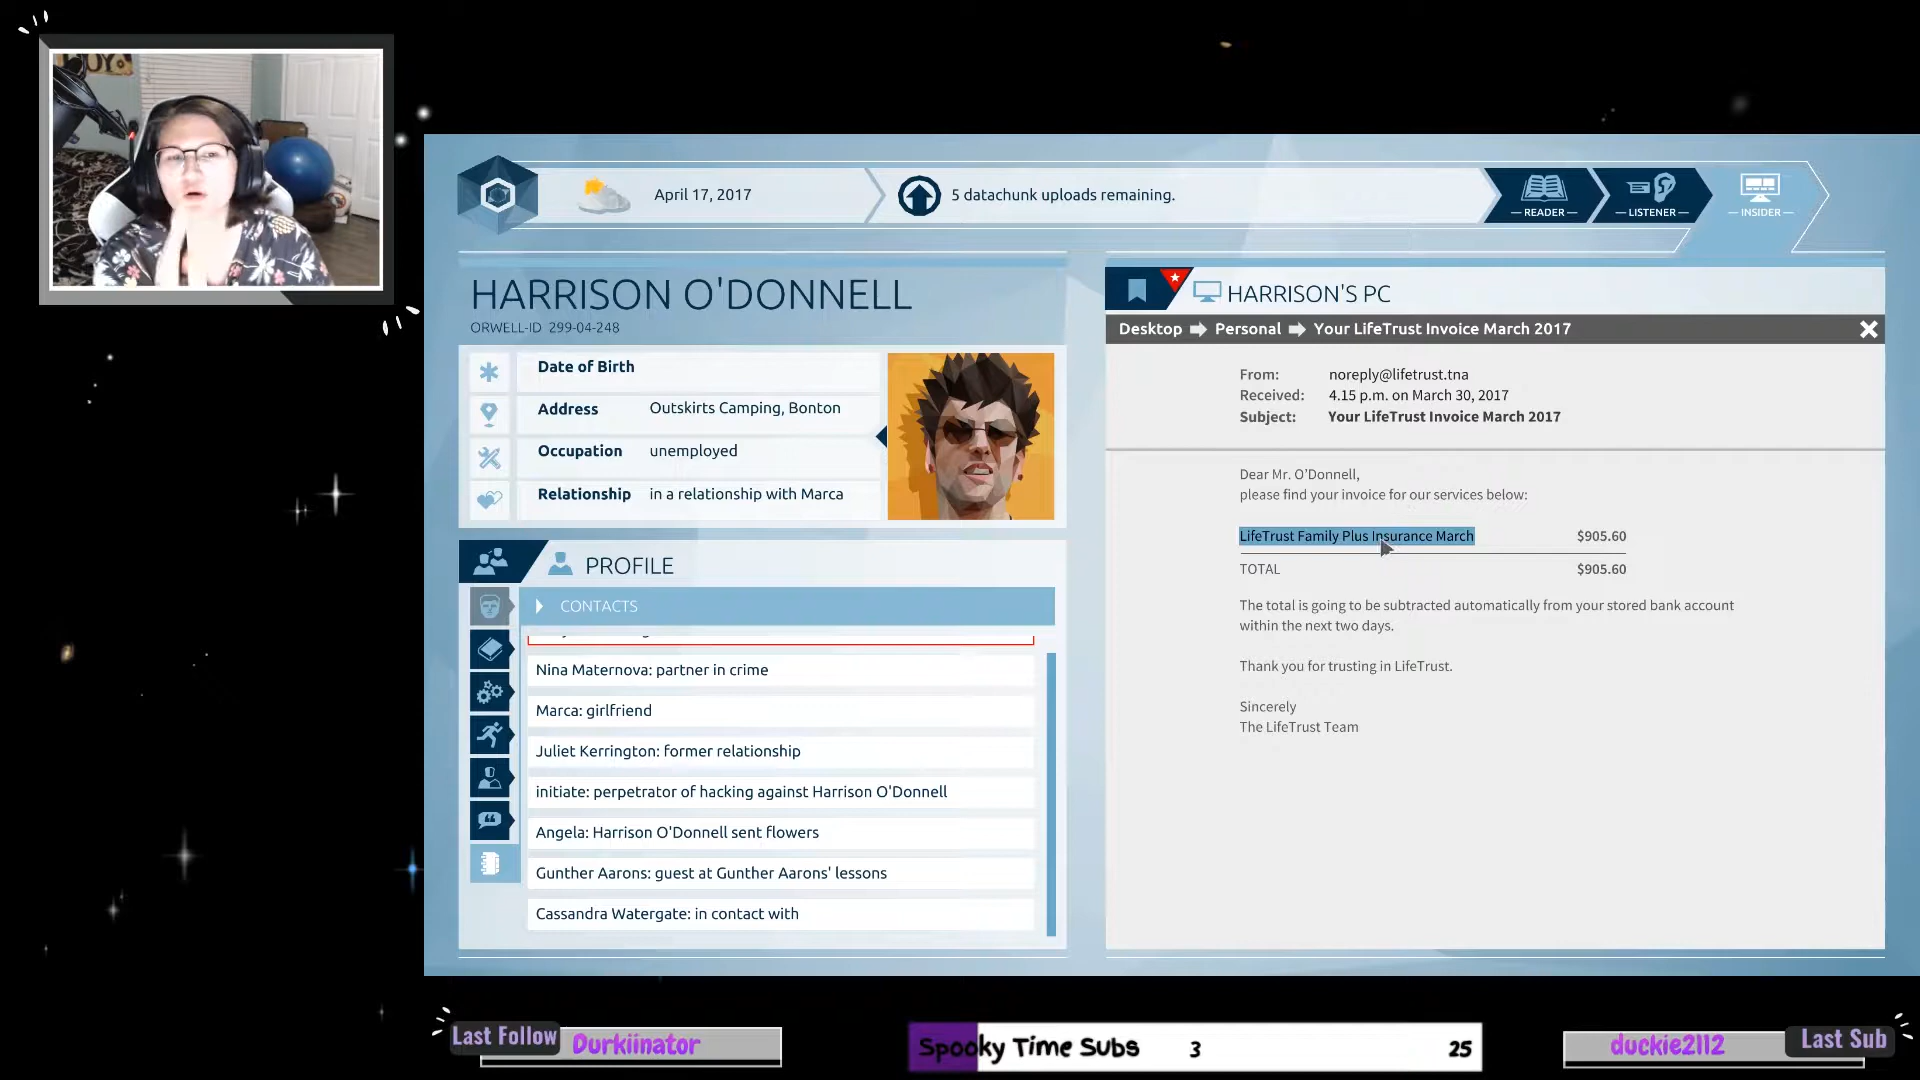 April 17, 2017
5 datachunk uploads remaining.
READER
LISTENER
INSIDER
HARRISON O'DONNELL
ORWELL-ID 299-04-248
Date of Birth
Address Outskirts Camping, Bonton
Occupation unemployed
Relationship in a relationship with Marca
PROFILE
CONTACTS
Nina Maternova: partner in crime
Marca: girlfriend
Juliet Kerrington: former relationship
initiate: perpetrator of hacking against Harrison O'Donnell
Angela: Harrison O'Donnell sent flowers
Gunther Aarons: guest at Gunther Aarons' lessons
Cassandra Watergate: in contact with
HARRISON'S PC
Desktop Personal Your LifeTrust Invoice March 2017
From: noreply@lifetrust.tna
Received: 4.15 p.m. on March 30, 2017
Subject: Your LifeTrust Invoice March 2017
Dear Mr. O'Donnell,
please find your invoice for our services below:
LifeTrust Family Plus Insurance March $905.60
TOTAL $905.60
The total is going to be subtracted automatically from your stored bank account
within the next two days.
Thank you for trusting in LifeTrust.
Sincerely
The LifeTrust Team
Last Follow Durkiinator
Spooky Time Subs 3 25
duckie2112 Last Sub